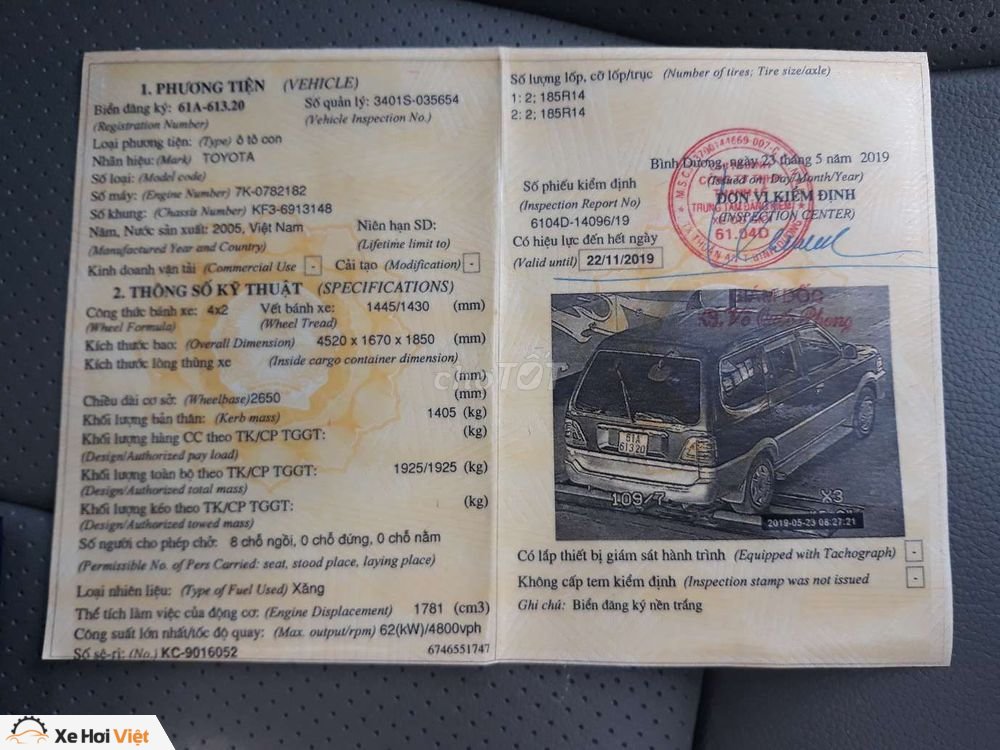 1. PHƯƠNG TIỆN (VEHICLE)
Biển đăng ký: 61A-613.20 Số quản lý: 3401S-035654
(Registration Number) (Vehicle Inspection No.)
Loại phương tiện: (Type) ô tô con
Nhãn hiệu: (Mark) TOYOTA
Số loại: (Model code)
Số máy: (Engine Number) 7K-0782182
Số khung: (Chassis Number) KF3-6913148
Năm, Nước sản xuất: 2005, Việt Nam Niên hạn SD:
(Manufactured Year and Country) (Lifetime limit to)
Kinh doanh vận tải (Commercial Use - Cải tạo (Modification) -
2. THÔNG SỐ KỸ THUẬT (SPECIFICATIONS)
Công thức bánh xe: 4x2 Vết bánh xe: 1445/1430 (mm)
(Wheel Formula) (Wheel Tread)
Kích thước bao: (Overall Dimension) 4520 x 1670 x 1850 (mm)
Kích thước lòng thùng xe (Inside cargo container dimension)
(mm)
Chiều dài cơ sở: (Wheelbase) 2650 (mm)
Khối lượng bản thân: (Kerb mass) 1405 (kg)
Khối lượng hàng CC theo TK/CP TGGT: (kg)
(Design/Authorized pay load)
Khối lượng toàn bộ theo TK/CP TGGT: 1925/1925 (kg)
(Design/Authorized total mass)
Khối lượng kéo theo TK/CP TGGT: (kg)
(Design/Authorized towed mass)
Số người cho phép chở: 8 chỗ ngồi, 0 chỗ đứng, 0 chỗ nằm
(Permissible No. of Pers Carried: seat, stood place, laying place)
Loại nhiên liệu: (Type of Fuel Used) Xăng
Thể tích làm việc của động cơ: (Engine Displacement) 1781 (cm3)
Công suất lớn nhất/tốc độ quay: (Max. output/rpm) 62(kW)/4800vph
Số sê-ri: (No.) KC-9016052 6746551747
Số lượng lốp, cỡ lốp/trục (Number of tires; Tire size/axle)
1: 2; 185R14
2: 2; 185R14
Bình Dương, ngày 23 tháng 5 năm 2019
(Issued on: Day/Month/Year)
Số phiếu kiểm định ĐƠN VỊ KIỂM ĐỊNH
(Inspection Report No) (INSPECTION CENTER)
6104D-14096/19
Có hiệu lực đến hết ngày
(Valid until) 22/11/2019
TRUNG TÂM ĐĂNG KIỂM
61.04D
GIÁM ĐỐC
chợTỐT
61A
613 20
109/7 X3
2019-05-23 08:27:21
Có lắp thiết bị giám sát hành trình (Equipped with Tachograph) -
Không cấp tem kiểm định (Inspection stamp was not issued -
Ghi chú: Biển đăng ký nền trắng
Xe Hơi Việt